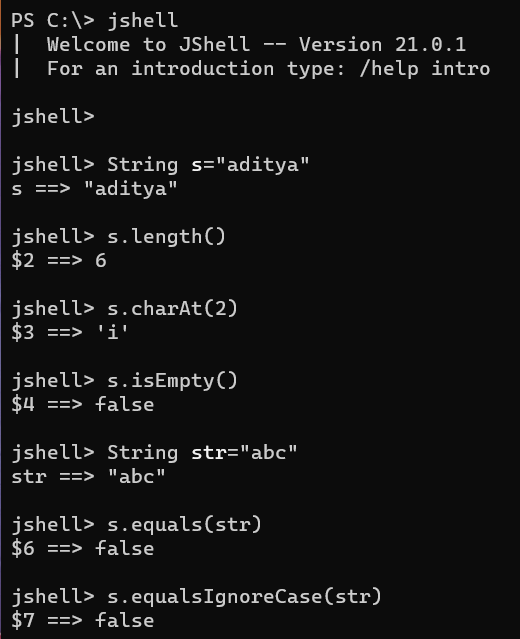 PS C:\> jshell
|  Welcome to JShell -- Version 21.0.1
|  For an introduction type: /help intro
jshell>
jshell> String s="aditya"
s ==> "aditya"
jshell> s.length()
$2 ==> 6
jshell> s.charAt(2)
$3 ==> 'i'
jshell> s.isEmpty()
$4 ==> false
jshell> String str="abc"
str ==> "abc"
jshell> s.equals(str)
$6 ==> false
jshell> s.equalsIgnoreCase(str)
$7 ==> false